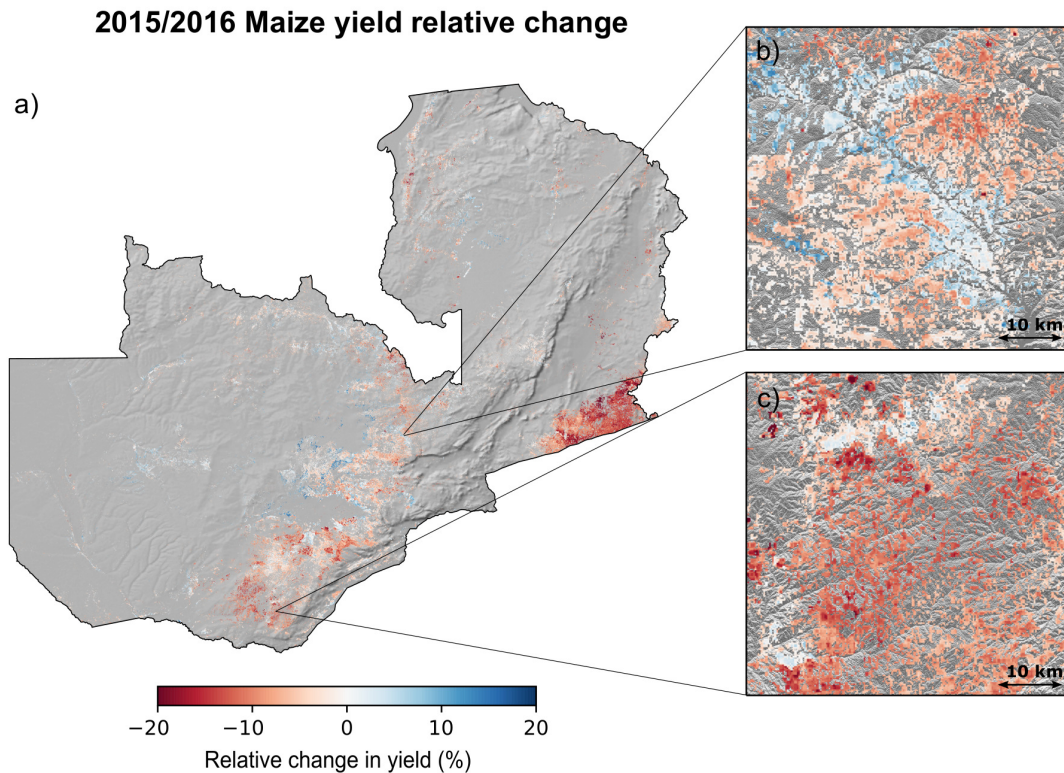 2015/2016 Maize yield relative change
a)
b)
10 km
c)
10 km
−20
−10
0
10
20
Relative change in yield (%)